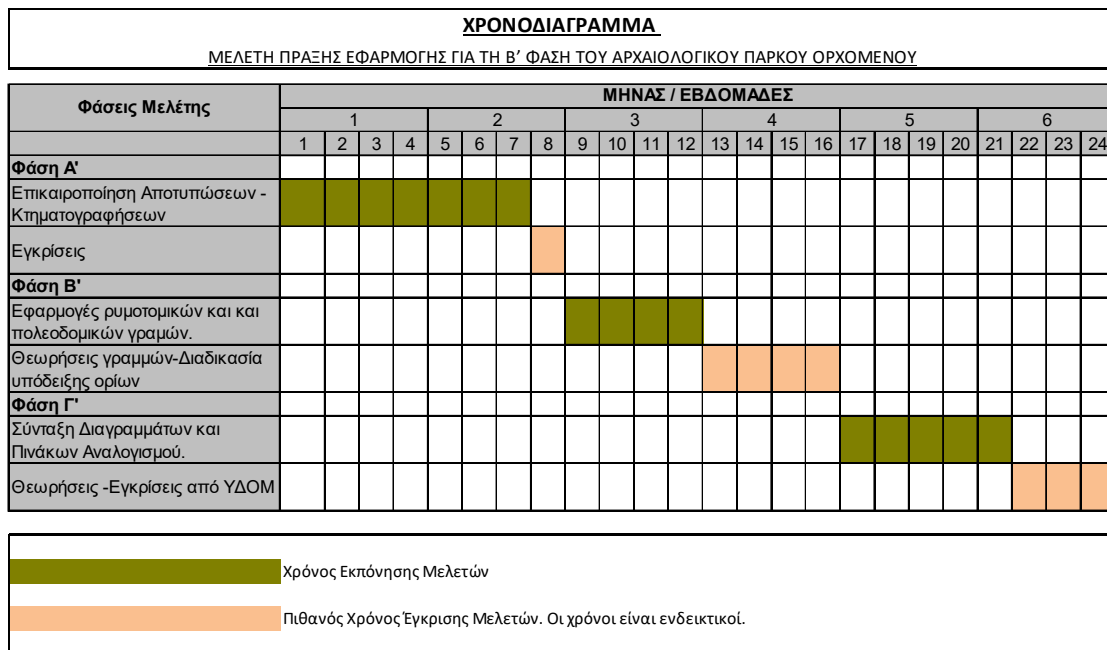 ΧΡΟΝΟΔΙΑΓΡΑΜΜΑ
ΜΕΛΕΤΗ ΠΡΑΞΗΣ ΕΦΑΡΜΟΓΗΣ ΓΙΑ ΤΗ Β’ ΦΑΣΗ ΤΟΥ ΑΡΧΑΙΟΛΟΓΙΚΟΥ ΠΑΡΚΟΥ ΟΡΧΟΜΕΝΟΥ
Φάσεις Μελέτης
ΜΗΝΑΣ / ΕΒΔΟΜΑΔΕΣ
1 2 3 4 5 6
1 2 3 4 5 6 7 8 9 10 11 12 13 14 15 16 17 18 19 20 21 22 23 24
Φάση Α'
Επικαιροποίηση Αποτυπώσεων -
Κτηματογραφήσεων
Εγκρίσεις
Φάση Β'
Εφαρμογές ρυμοτομικών και και
πολεοδομικών γραμών.
Θεωρήσεις γραμμών-Διαδικασία
υπόδειξης ορίων
Φάση Γ'
Σύνταξη Διαγραμμάτων και
Πινάκων Αναλογισμού.
Θεωρήσεις -Εγκρίσεις από ΥΔΟΜ
Χρόνος Εκπόνησης Μελετών
Πιθανός Χρόνος Έγκρισης Μελετών. Οι χρόνοι είναι ενδεικτικοί.